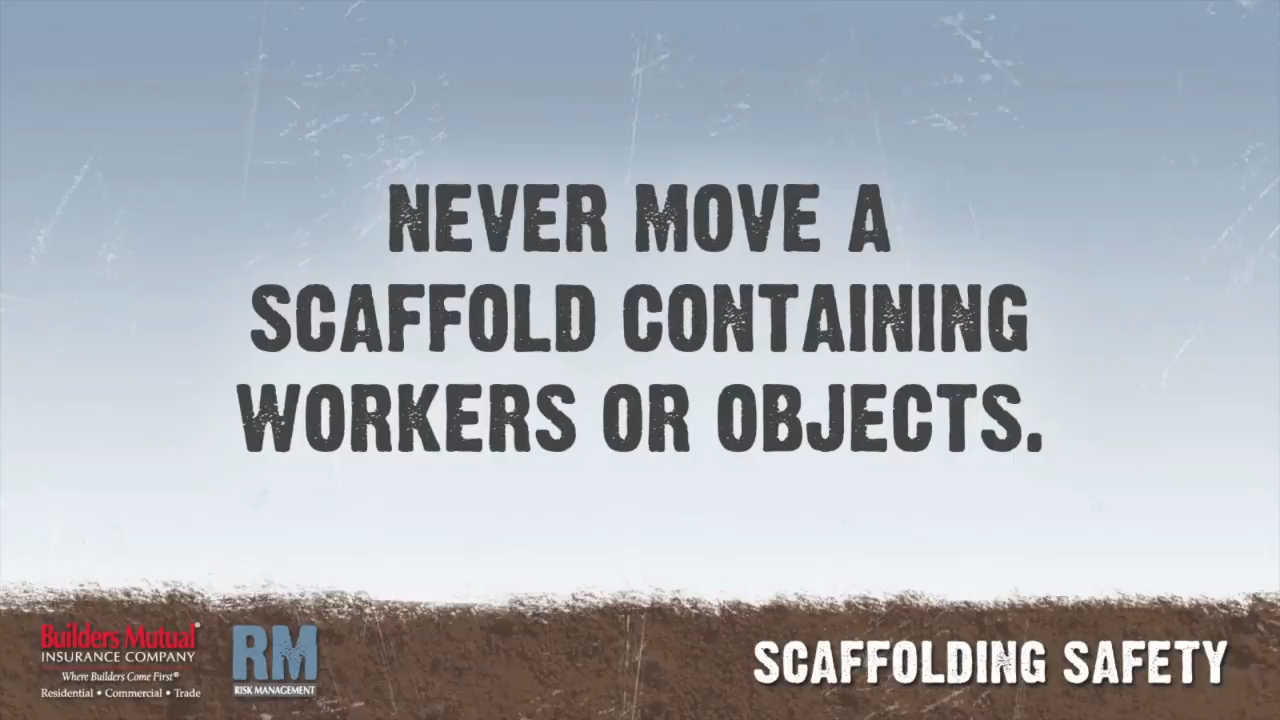 NEVER MOVE A
SCAFFOLD CONTAINING
WORKERS OR OBJECTS.
Builders Mutual®
INSURANCE COMPANY
Where Builders Come First®
Residential • Commercial • Trade
RM
RISK MANAGEMENT
SCAFFOLDING SAFETY